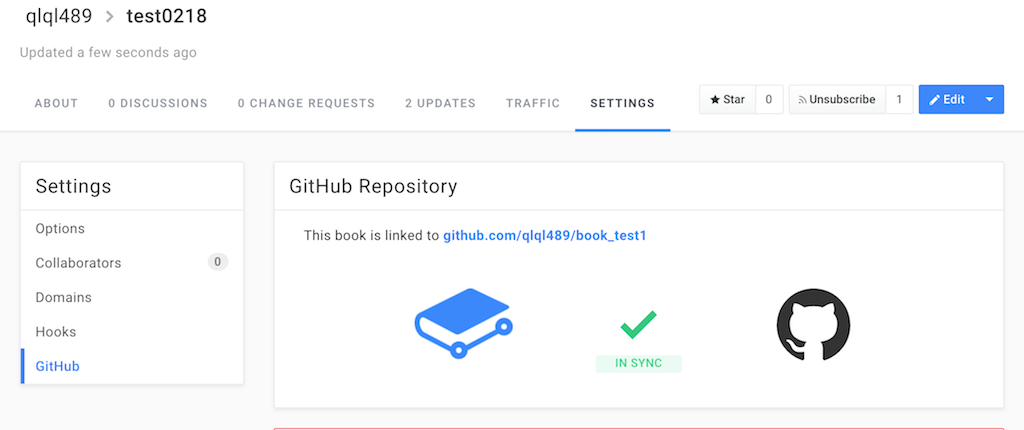 qlql489 > test0218
Updated a few seconds ago
ABOUT 0 DISCUSSIONS 0 CHANGE REQUESTS 2 UPDATES TRAFFIC SETTINGS Star 0 Unsubscribe 1 Edit
Settings
Options
Collaborators 0
Domains
Hooks
GitHub
GitHub Repository
This book is linked to github.com/qlql489/book_test1
IN SYNC